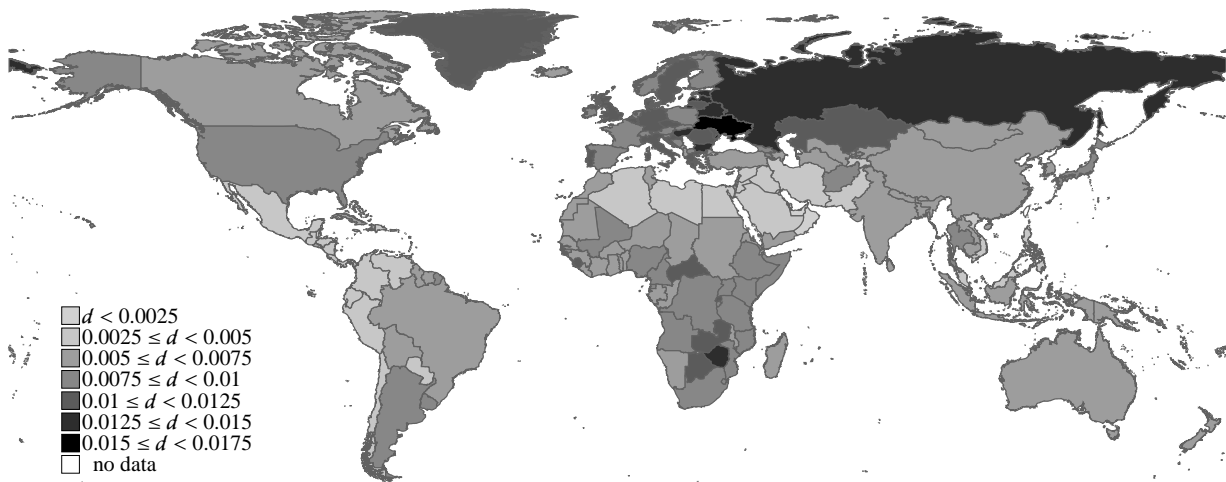 d < 0.0025
0.0025 ≤ d < 0.005
0.005 ≤ d < 0.0075
0.0075 ≤ d < 0.01
0.01 ≤ d < 0.0125
0.0125 ≤ d < 0.015
0.015 ≤ d < 0.0175
no data